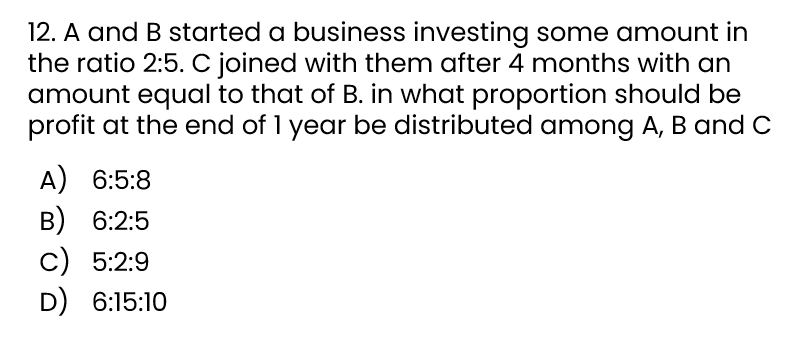 12. A and B started a business investing some amount in
the ratio 2:5. C joined with them after 4 months with an
amount equal to that of B. in what proportion should be
profit at the end of 1 year be distributed among A, B and C
A) 6:5:8
B) 6:2:5
C) 5:2:9
D) 6:15:10